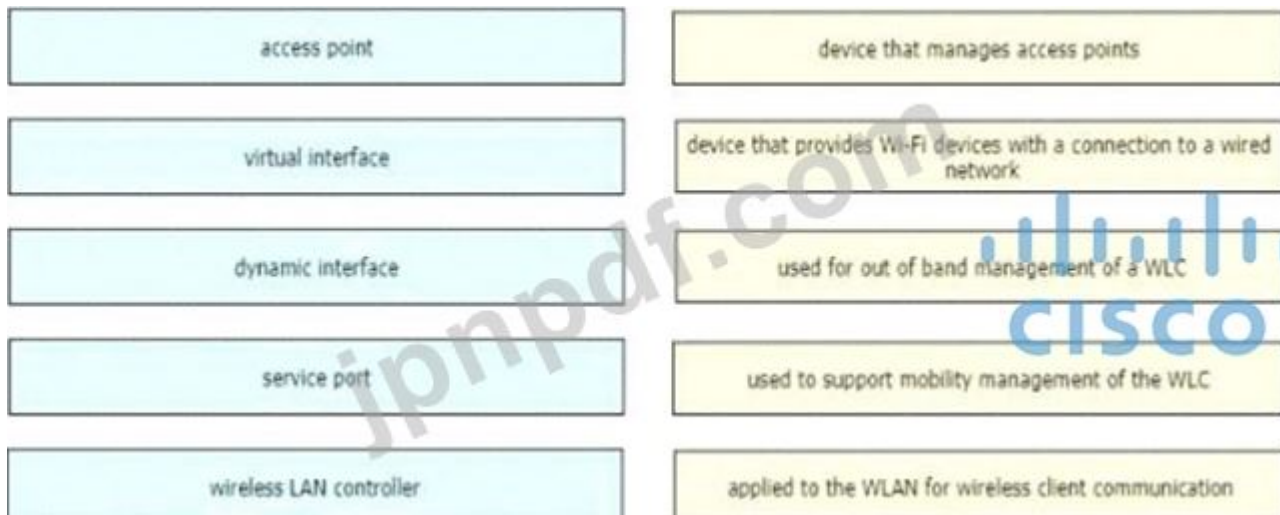 access point
device that manages access points
virtual interface
device that provides Wi-Fi devices with a connection to a wired
network
dynamic interface
used for out of band management of a WLC
service port
used to support mobility management of the WLC
wireless LAN controller
applied to the WLAN for wireless client communication
jpnpdf.com
CISCO